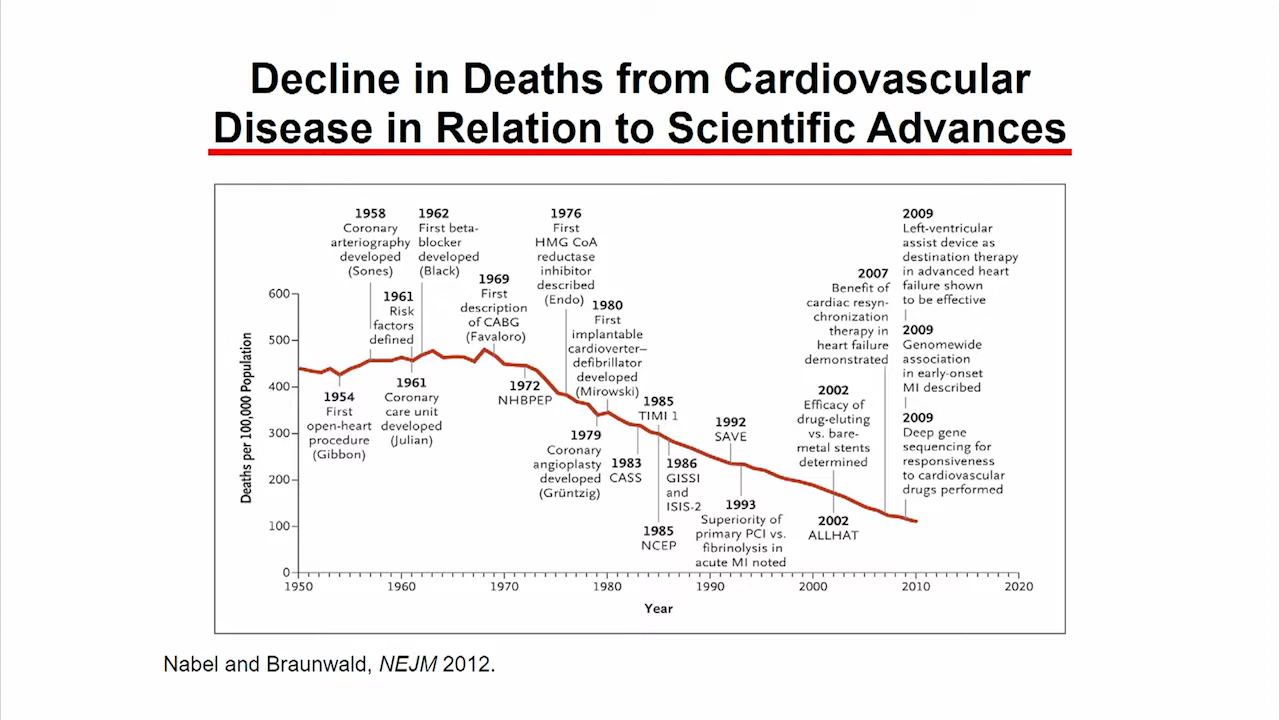 Decline in Deaths from Cardiovascular
Disease in Relation to Scientific Advances
1958
Coronary
arteriography
developed
(Sones)
1962
First beta-
blocker
developed
(Black)
1976
First
HMG CoA
reductase
inhibitor
described
(Endo)
2009
Left-ventricular
assist device as
destination therapy
in advanced heart
failure shown
to be effective
1961
Risk
factors
defined
1969
First
description
of CABG
(Favaloro)
1980
First
implantable
cardioverter–
defibrillator
developed
(Mirowski)
2007
Benefit of
cardiac resyn-
chronization
therapy in
heart failure
demonstrated
2009
Genomewide
association
in early-onset
MI described
1954
First
open-heart
procedure
(Gibbon)
1961
Coronary
care unit
developed
(Julian)
1972
NHBPEP
1979
Coronary
angioplasty
developed
(Grüntzig)
1983
CASS
1985
TIMI 1
1985
NCEP
1986
GISSI
and
ISIS-2
1992
SAVE
1993
Superiority of
primary PCI vs.
fibrinolysis in
acute MI noted
2002
Efficacy of
drug-eluting
vs. bare-
metal stents
determined
2002
ALLHAT
2009
Deep gene
sequencing for
responsiveness
to cardiovascular
drugs performed
Deaths per 100,000 Population
600
500
400
300
200
100
0
1950 1960 1970 1980 1990 2000 2010 2020
Year
Nabel and Braunwald, NEJM 2012.